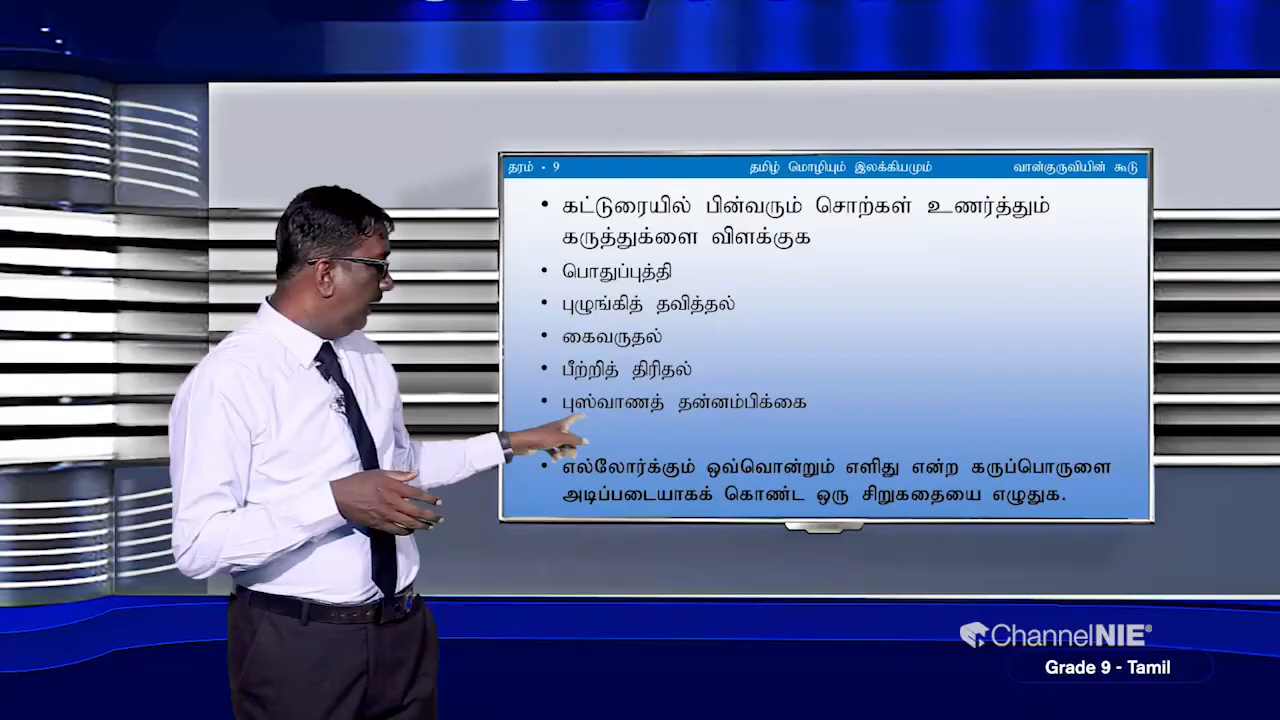 தரம் - 9 தமிழ் மொழியும் இலக்கியமும் வான்குருவியின் கூடு
• கட்டுரையில் பின்வரும் சொற்கள் உணர்த்தும்
கருத்துக்ளை விளக்குக
• பொதுப்புத்தி
• புழுங்கித் தவித்தல்
• கைவருதல்
• பீற்றித் திரிதல்
• புஸ்வாணத் தன்னம்பிக்கை
• எல்லோர்க்கும் ஒவ்வொன்றும் எளிது என்ற கருப்பொருளை
அடிப்படையாகக் கொண்ட ஒரு சிறுகதையை எழுதுக.
ChannelNIE®
Grade 9 - Tamil